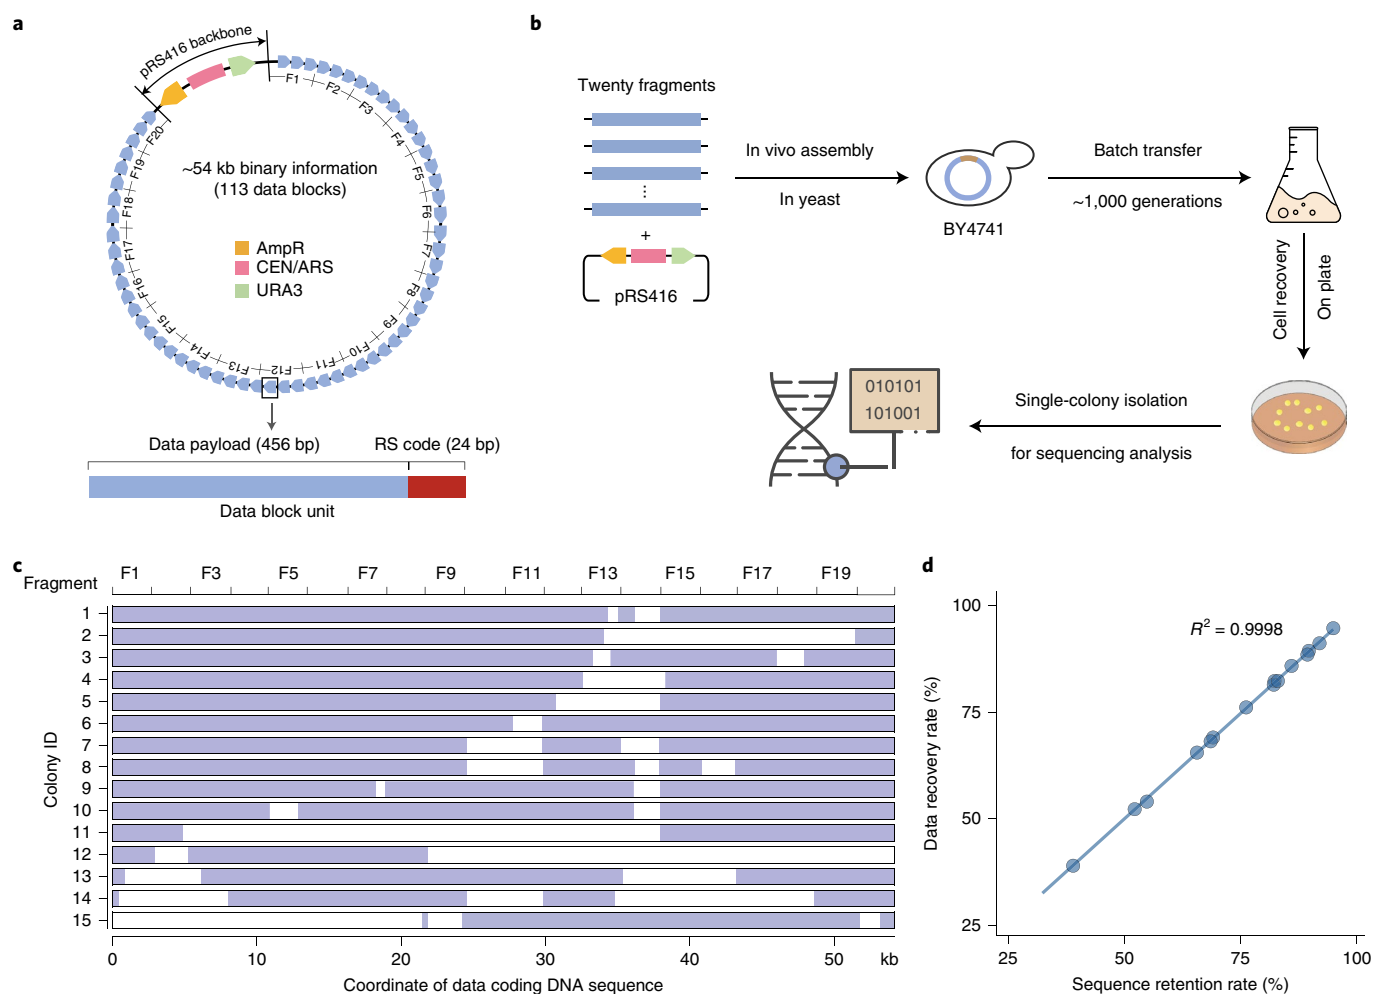 a
pRS416 backbone
F1
F2
F3
F4
F5
F6
F7
F8
F9
F10
F11
F12
F13
F14
F15
F16
F17
F18
F19
F20
~54 kb binary information
(113 data blocks)
AmpR
CEN/ARS
URA3
Data payload (456 bp)
RS code (24 bp)
Data block unit
b
Twenty fragments
+
pRS416
In vivo assembly
In yeast
BY4741
Batch transfer
~1,000 generations
Cell recovery
On plate
Single-colony isolation
for sequencing analysis
010101
101001
c
Fragment
F1 F3 F5 F7 F9 F11 F13 F15 F17 F19
Colony ID
1
2
3
4
5
6
7
8
9
10
11
12
13
14
15
0 10 20 30 40 50 kb
Coordinate of data coding DNA sequence
d
R² = 0.9998
Data recovery rate (%)
100
75
50
25
25 50 75 100
Sequence retention rate (%)